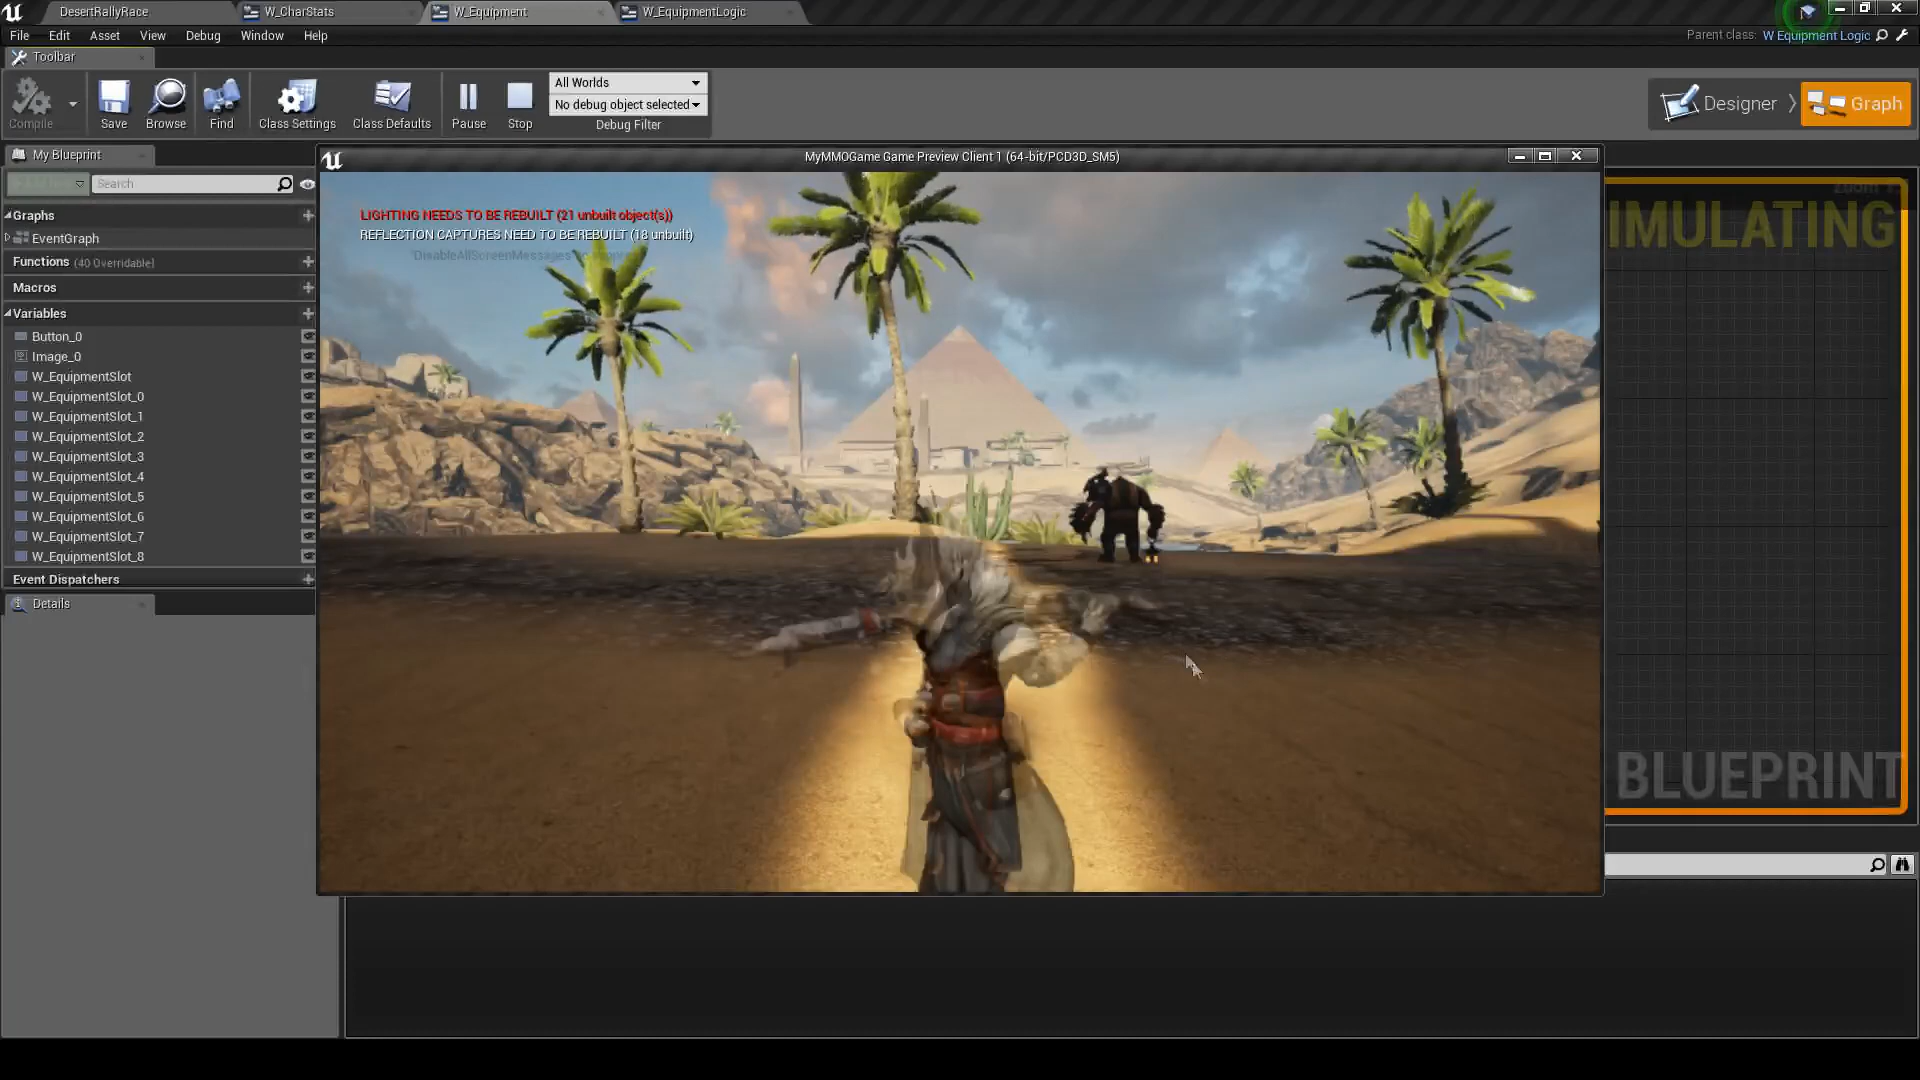 DesertRallyRace
W_CharStats
W_Equipment
W_EquipmentLogic
File
Edit
Asset
View
Debug
Window
Help
Parent class:
W Equipment Logic
Toolbar
Compile
Save
Browse
Find
Class Settings
Class Defaults
Pause
Stop
All Worlds
No debug object selected
Debug Filter
Designer
Graph
My Blueprint
Search
Graphs
EventGraph
Functions (40 Overridable)
Macros
Variables
Button_0
Image_0
W_EquipmentSlot
W_EquipmentSlot_0
W_EquipmentSlot_1
W_EquipmentSlot_2
W_EquipmentSlot_3
W_EquipmentSlot_4
W_EquipmentSlot_5
W_EquipmentSlot_6
W_EquipmentSlot_7
W_EquipmentSlot_8
Event Dispatchers
Details
MyMMOGame Game Preview Client 1 (64-bit/PCD3D_SM5)
LIGHTING NEEDS TO BE REBUILT (21 unbuilt object(s))
REFLECTION CAPTURES NEED TO BE REBUILT (18 unbuilt)
'DisableAllScreenMessages'
IMULATING
BLUEPRINT